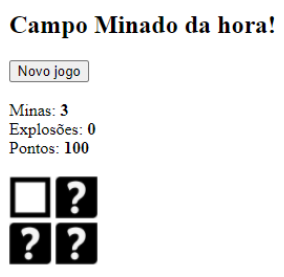 Campo Minado da hora!
Novo jogo
Minas: 3
Explosões: 0
Pontos: 100
?
? ?